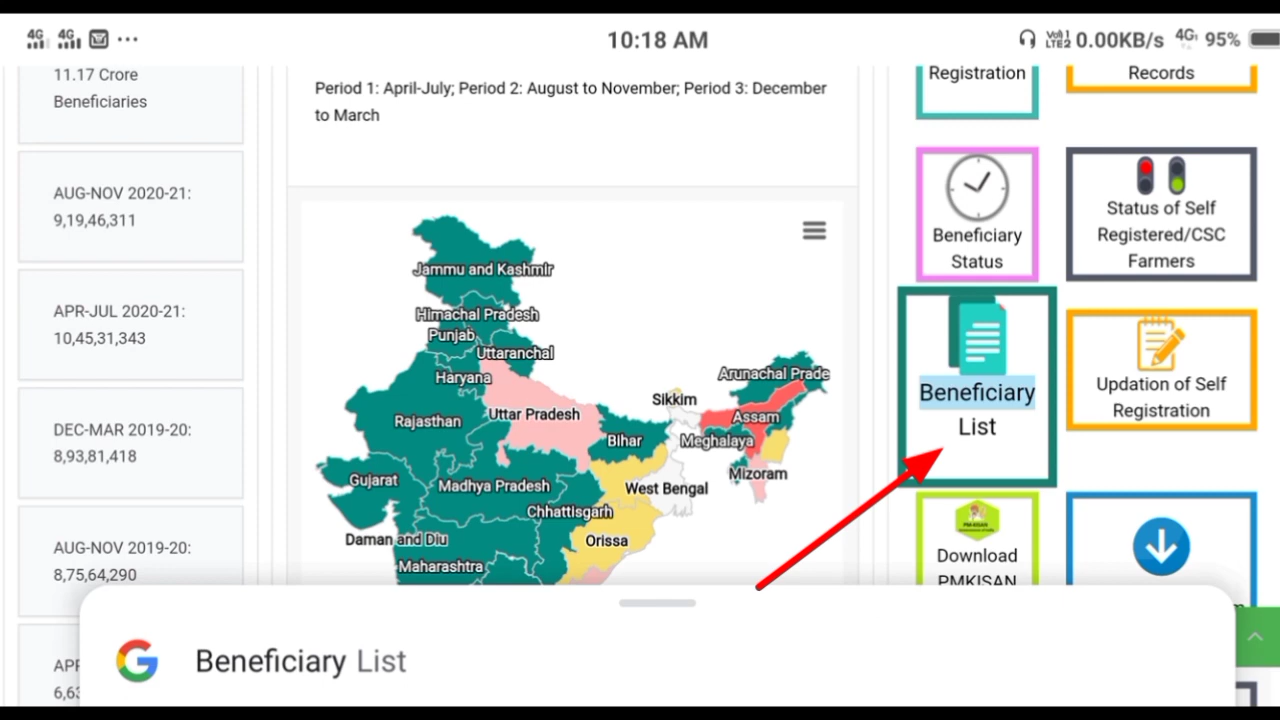 4G 4G ... 10:18 AM 0.00KB/s 4G 95%
11.17 Crore
Beneficiaries
AUG-NOV 2020-21:
9,19,46,311
APR-JUL 2020-21:
10,45,31,343
DEC-MAR 2019-20:
8,93,81,418
AUG-NOV 2019-20:
8,75,64,290
Period 1: April-July; Period 2: August to November; Period 3: December
to March
Jammu and Kashmir
Himachal Pradesh
Punjab
Uttaranchal
Haryana
Arunachal Prade
Sikkim
Rajasthan
Uttar Pradesh
Assam
Bihar
Meghalaya
Gujarat
Madhya Pradesh
West Bengal
Mizoram
Chhattisgarh
Daman and Diu
Orissa
Maharashtra
Registration
Records
Beneficiary
Status
Status of Self
Registered/CSC
Farmers
Beneficiary
List
Updation of Self
Registration
PM-KISAN
Download
PMKISAN
Beneficiary List